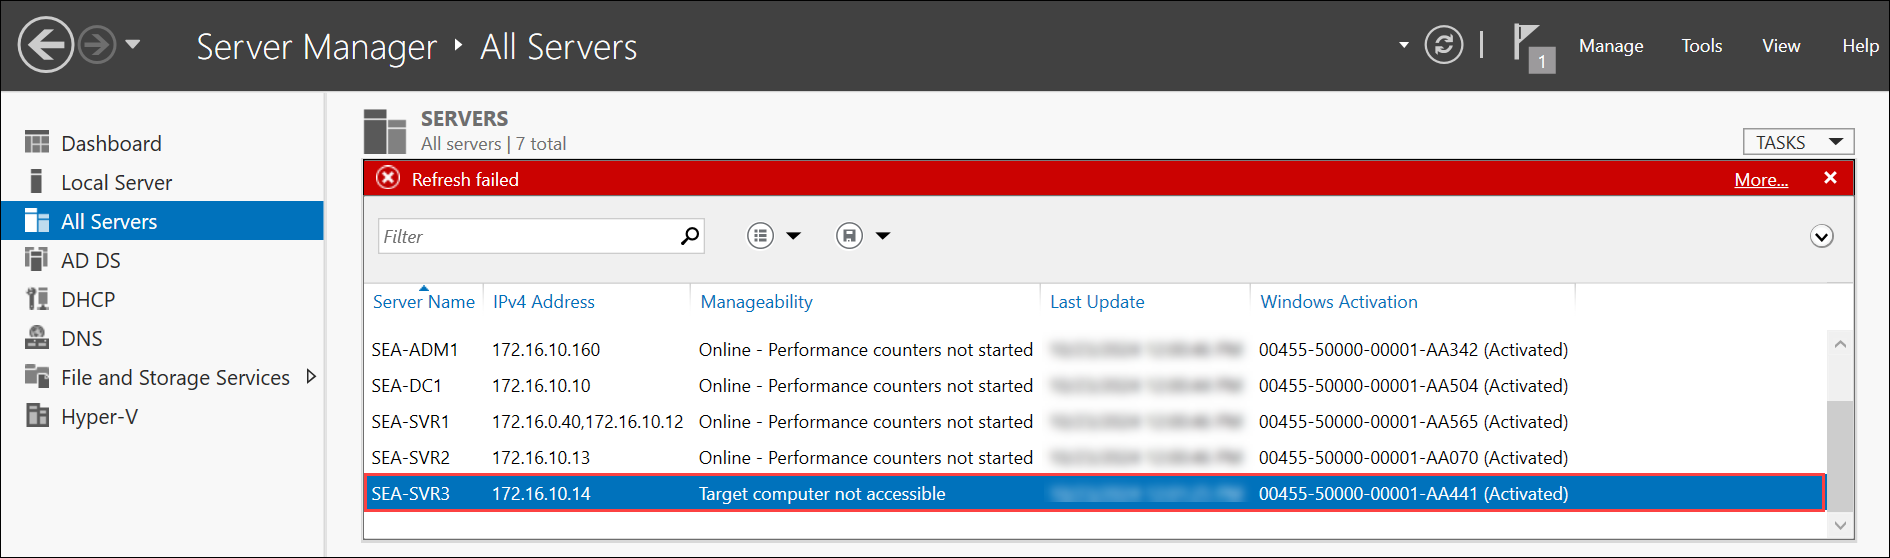 Server Manager ‣ All Servers
1
Manage Tools View Help
Dashboard
Local Server
All Servers
AD DS
DHCP
DNS
File and Storage Services
Hyper-V
SERVERS
All servers | 7 total
TASKS
Refresh failed More...
Filter
Server Name IPv4 Address Manageability Last Update Windows Activation
SEA-ADM1 172.16.10.160 Online - Performance counters not started 00455-50000-00001-AA342 (Activated)
SEA-DC1 172.16.10.10 Online - Performance counters not started 00455-50000-00001-AA504 (Activated)
SEA-SVR1 172.16.0.40,172.16.10.12 Online - Performance counters not started 00455-50000-00001-AA565 (Activated)
SEA-SVR2 172.16.10.13 Online - Performance counters not started 00455-50000-00001-AA070 (Activated)
SEA-SVR3 172.16.10.14 Target computer not accessible 00455-50000-00001-AA441 (Activated)